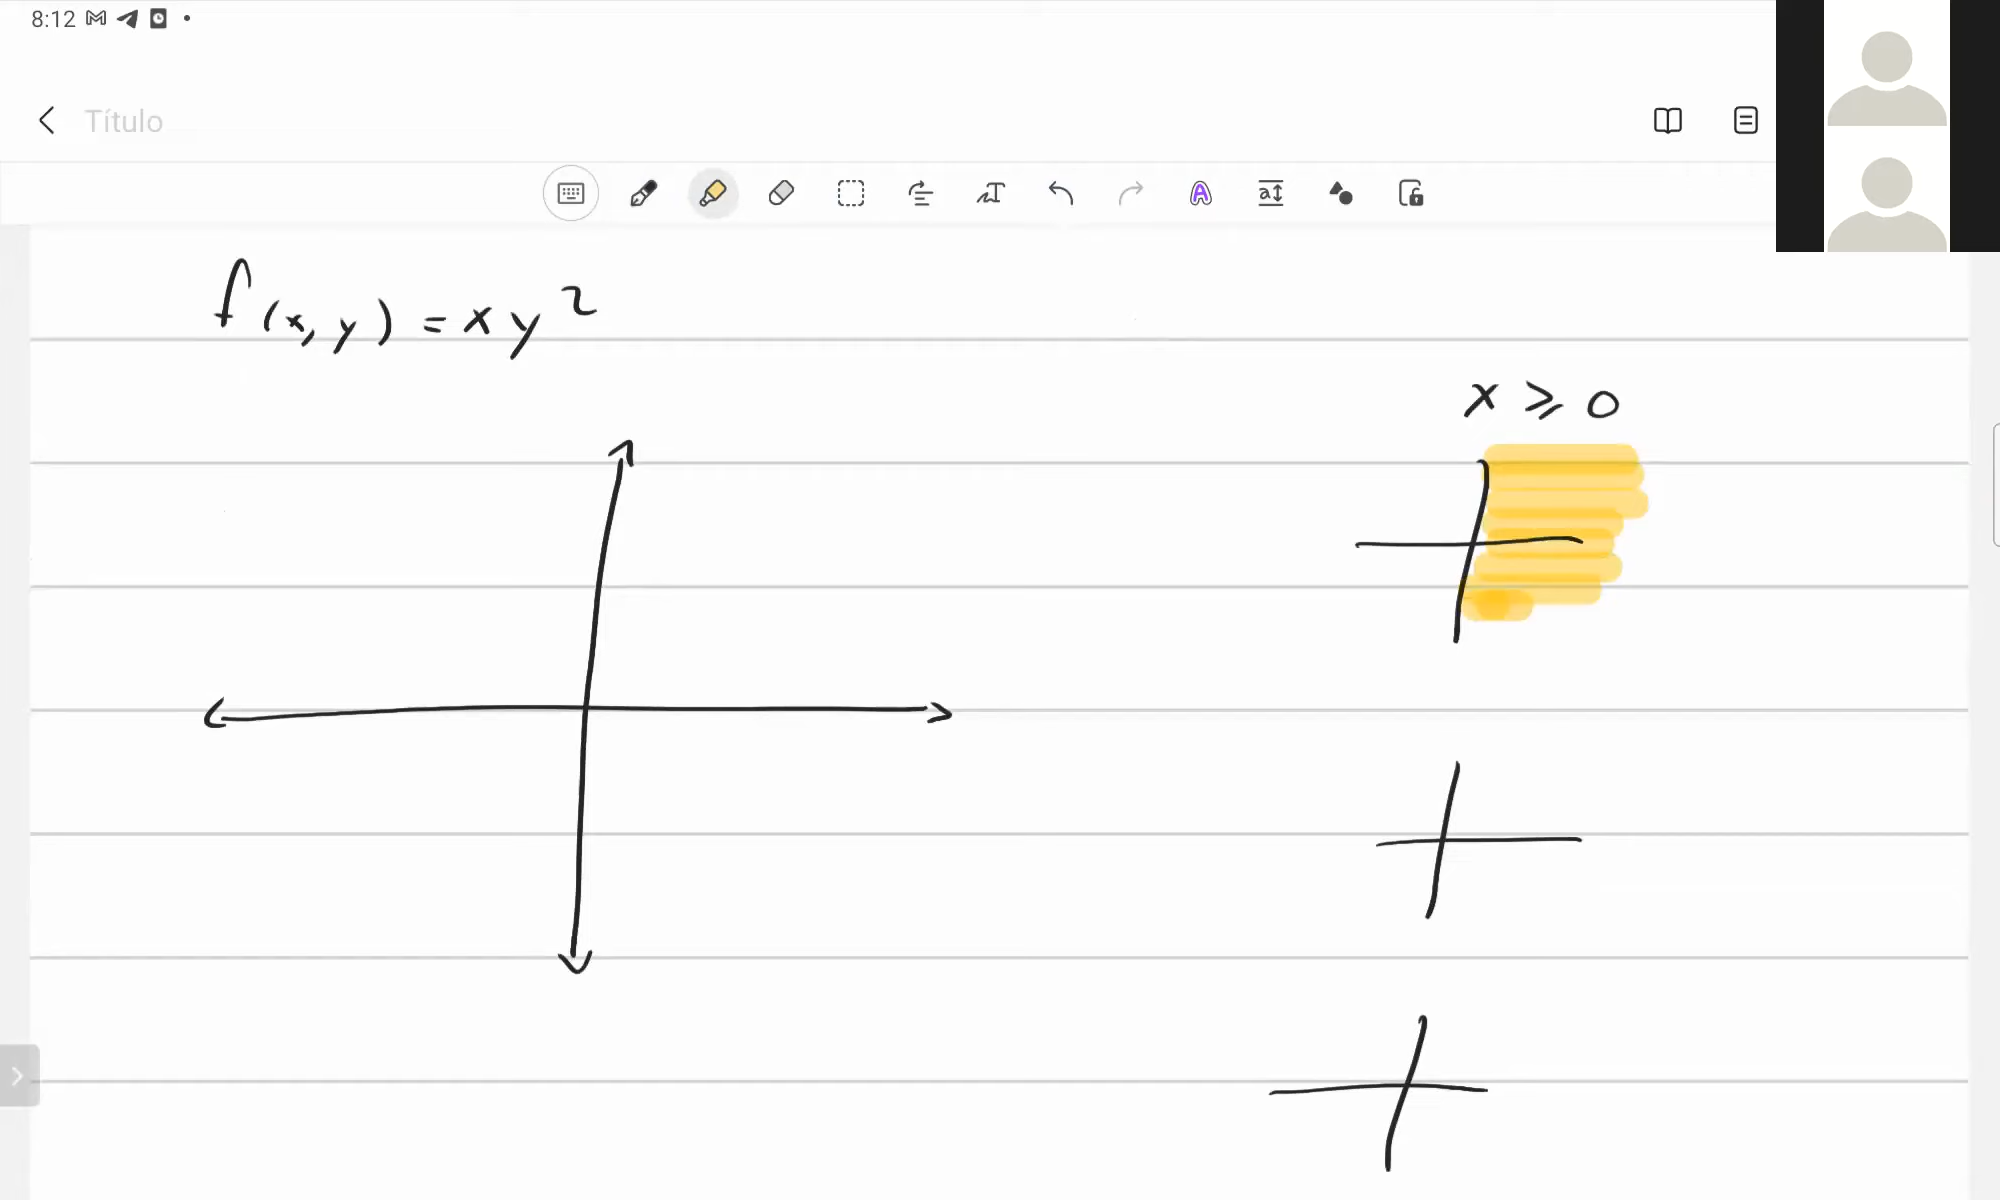 8:12
Título
f(x,y) = xy²
x ⩾ 0